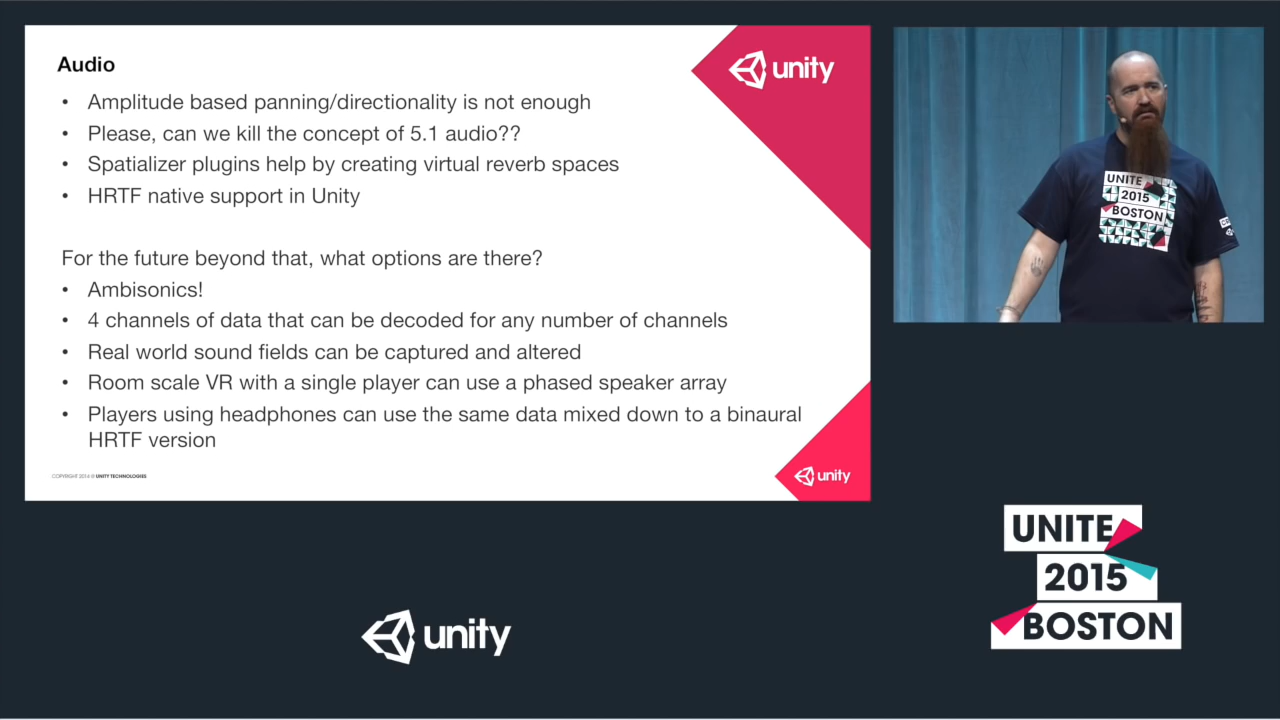 Audio
unity
• Amplitude based panning/directionality is not enough
• Please, can we kill the concept of 5.1 audio??
• Spatializer plugins help by creating virtual reverb spaces
• HRTF native support in Unity
For the future beyond that, what options are there?
• Ambisonics!
• 4 channels of data that can be decoded for any number of channels
• Real world sound fields can be captured and altered
• Room scale VR with a single player can use a phased speaker array
• Players using headphones can use the same data mixed down to a binaural
HRTF version
COPYRIGHT 2014 © UNITY TECHNOLOGIES
unity
UNITE
2015
BOSTON
UNITE
2015
BOSTON
unity